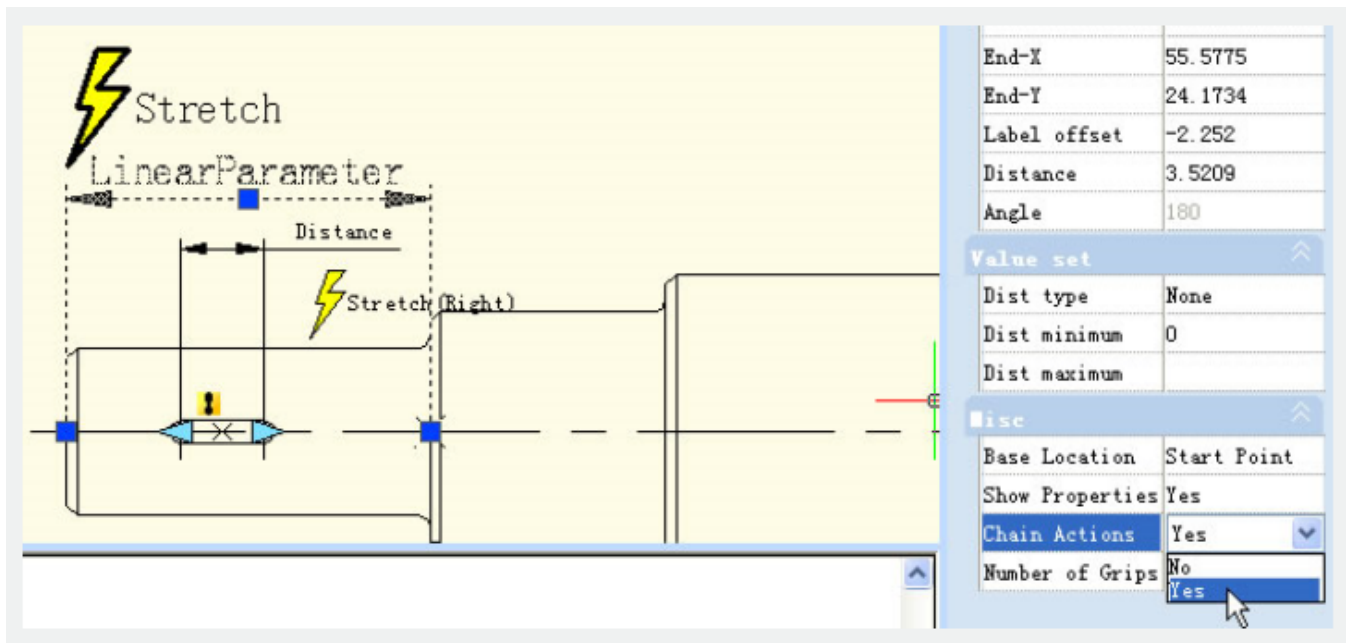 Stretch
LinearParameter
Distance
Stretch(Right)
End-X 55.5775
End-Y 24.1734
Label offset -2.252
Distance 3.5209
Angle 180
Value set
Dist type None
Dist minimum 0
Dist maximum
Misc
Base Location Start Point
Show Properties Yes
Chain Actions Yes
Number of Grips No
Yes